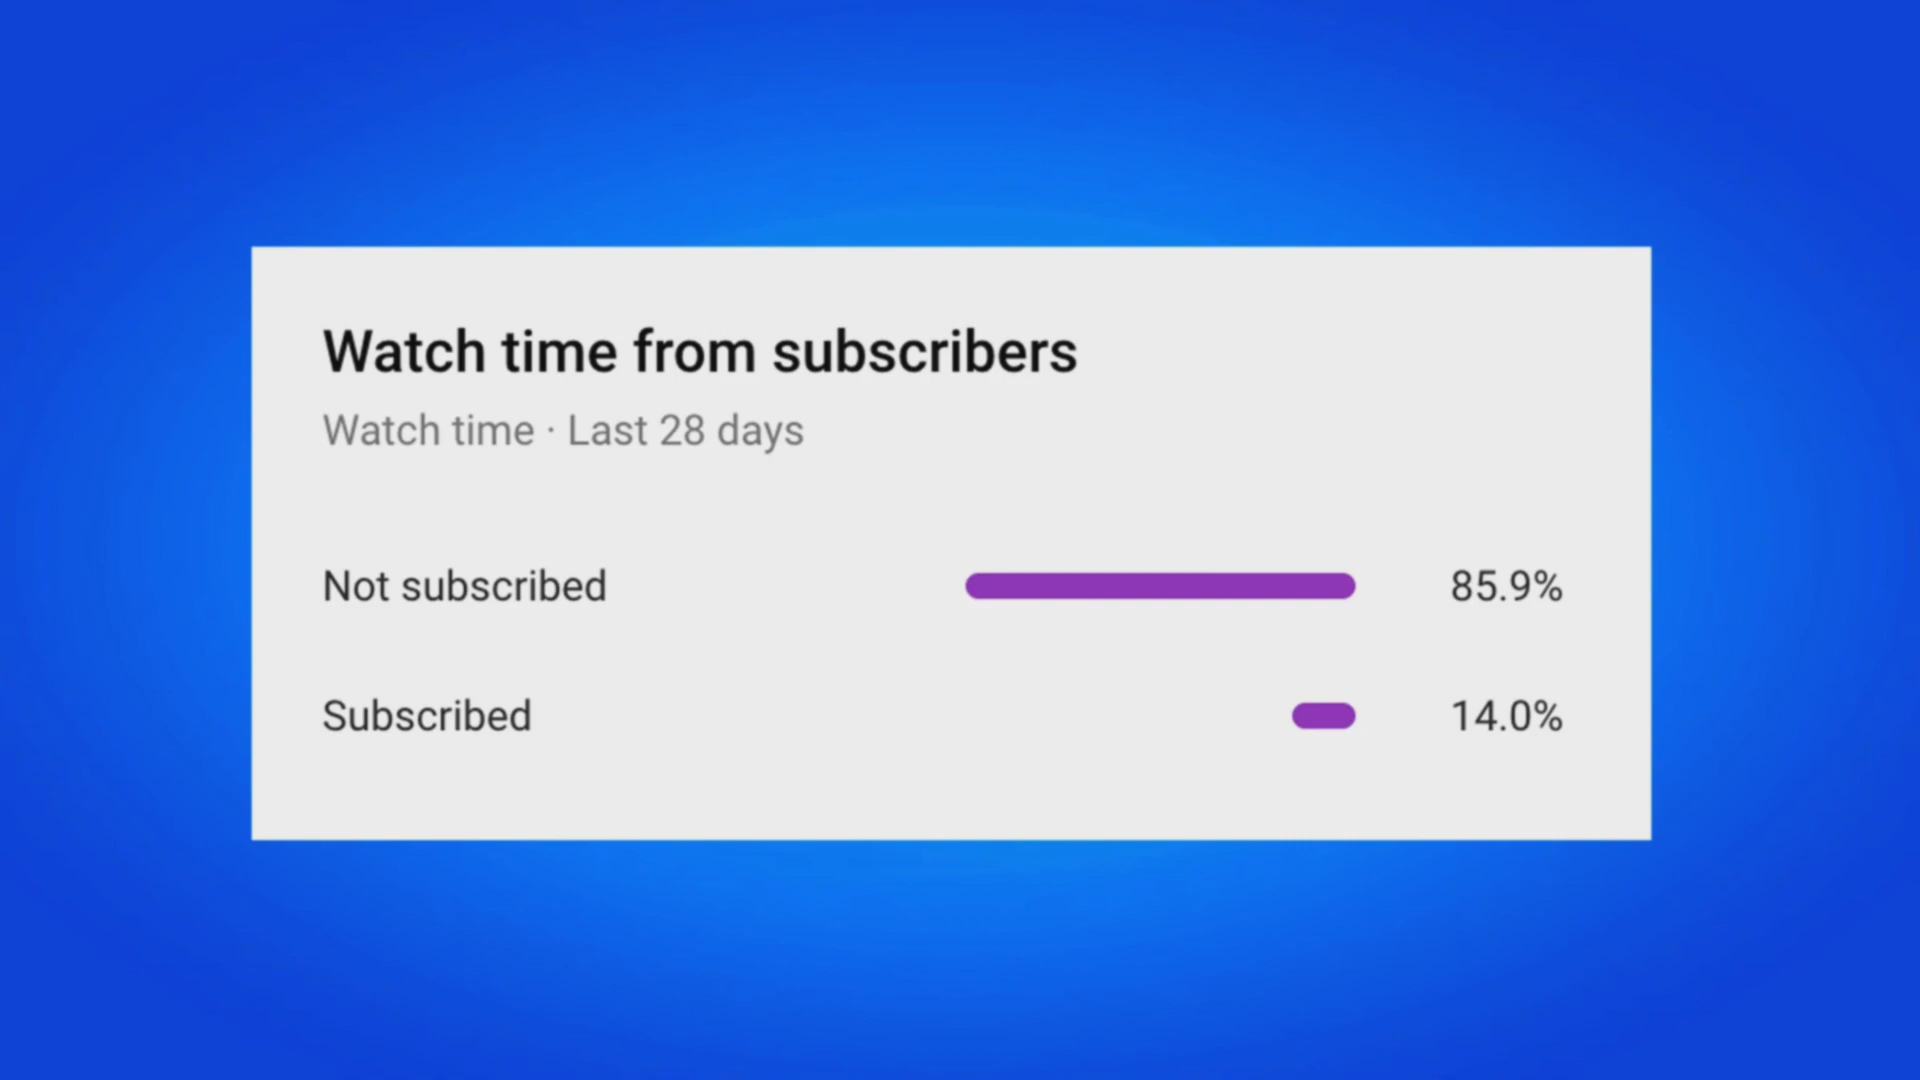 Watch time from subscribers
Watch time · Last 28 days
Not subscribed 85.9%
Subscribed 14.0%